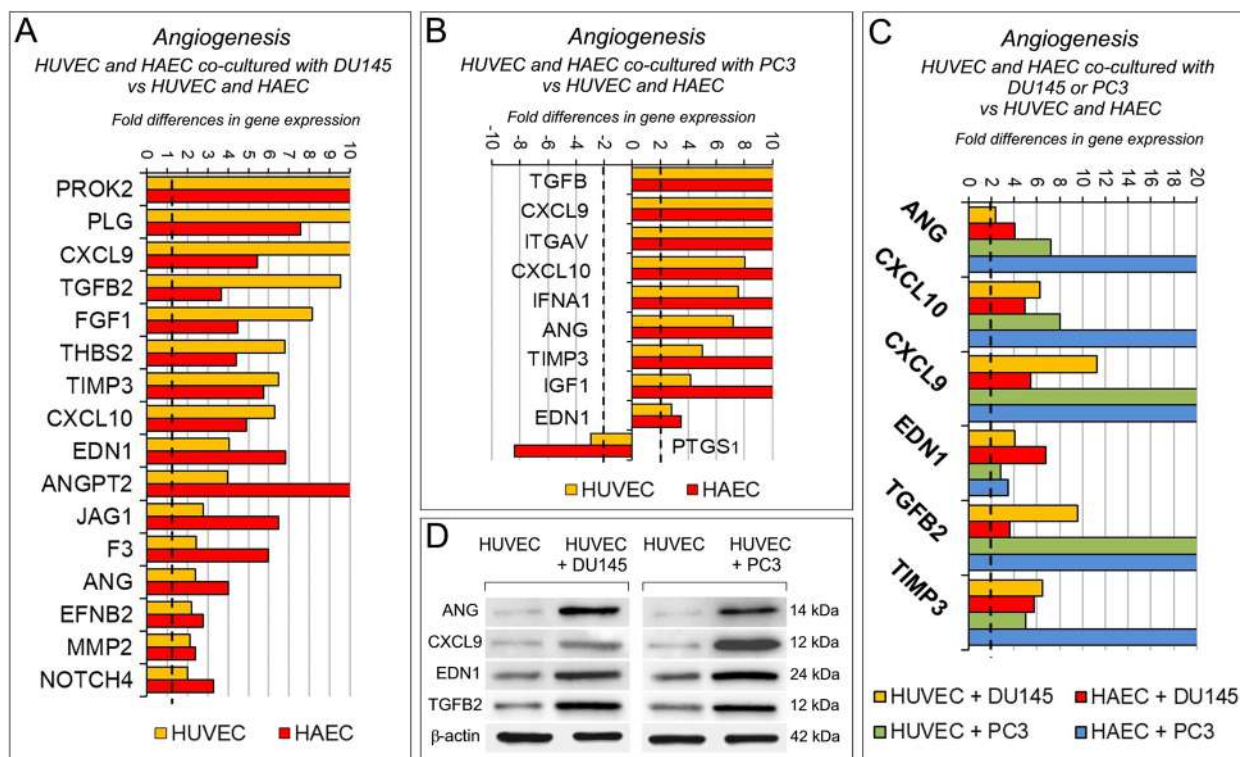 A
Angiogenesis
HUVEC and HAEC co-cultured with DU145
vs HUVEC and HAEC
Fold differences in gene expression
0 1 2 3 4 6 7 8 9 10
PROK2
PLG
CXCL9
TGFB2
FGF1
THBS2
TIMP3
CXCL10
EDN1
ANGPT2
JAG1
F3
ANG
EFNB2
MMP2
NOTCH4
HUVEC HAEC
B
Angiogenesis
HUVEC and HAEC co-cultured with PC3
vs HUVEC and HAEC
Fold differences in gene expression
-10 -8 -6 -4 -2 0 2 4 6 8 10
TGFB
CXCL9
ITGAV
CXCL10
IFNA1
ANG
TIMP3
IGF1
EDN1
PTGS1
HUVEC HAEC
C
Angiogenesis
HUVEC and HAEC co-cultured with
DU145 or PC3
vs HUVEC and HAEC
Fold differences in gene expression
0 2 4 6 8 10 12 14 16 20
ANG
CXCL10
CXCL9
EDN1
TGFB2
TIMP3
HUVEC + DU145 HAEC + DU145
HUVEC + PC3 HAEC + PC3
D
HUVEC HUVEC + DU145 HUVEC HUVEC + PC3
ANG 14 kDa
CXCL9 12 kDa
EDN1 24 kDa
TGFB2 12 kDa
β-actin 42 kDa